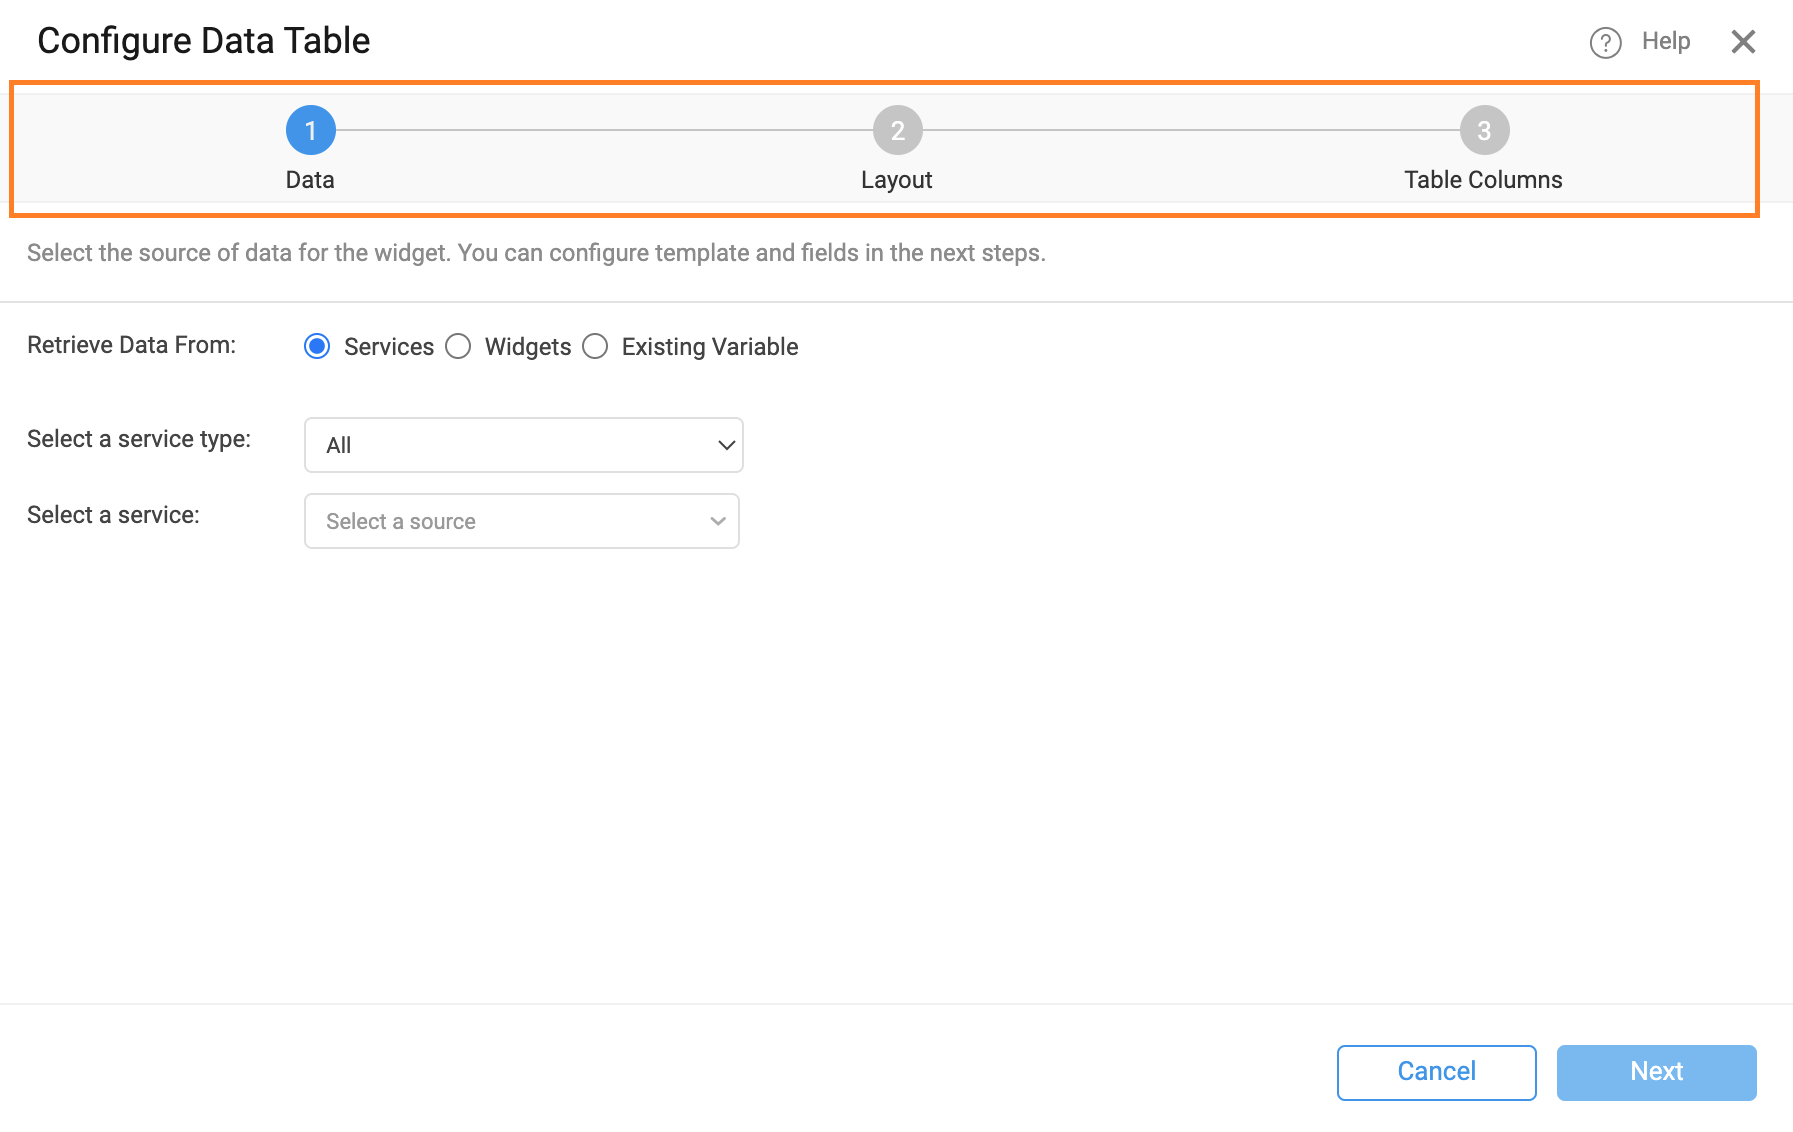 Configure Data Table
? Help
1 2 3
Data Layout Table Columns
Select the source of data for the widget. You can configure template and fields in the next steps.
Retrieve Data From: Services Widgets Existing Variable
Select a service type: All
Select a service: Select a source
Cancel Next